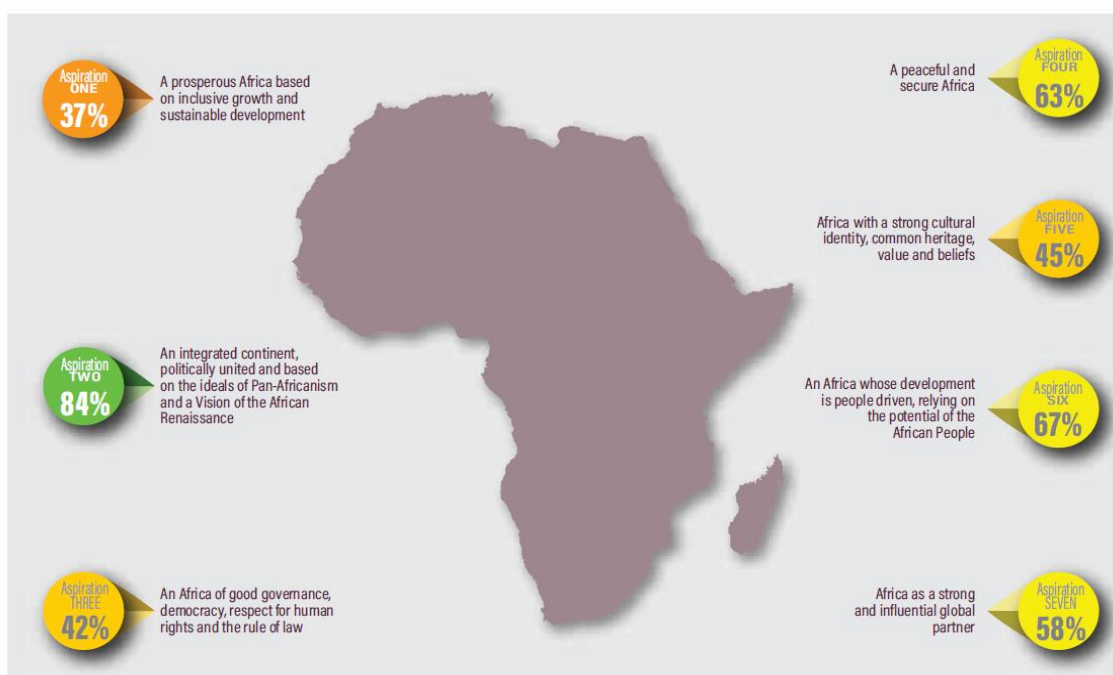 Aspiration
ONE
37%
A prosperous Africa based
on inclusive growth and
sustainable development
Aspiration
TWO
84%
An integrated continent,
politically united and based
on the ideals of Pan-Africanism
and a Vision of the African
Renaissance
Aspiration
THREE
42%
An Africa of good governance,
democracy, respect for human
rights and the rule of law
A peaceful and
secure Africa
Aspiration
FOUR
63%
Africa with a strong cultural
identity, common heritage,
value and beliefs
Aspiration
FIVE
45%
An Africa whose development
is people driven, relying on
the potential of the
African People
Aspiration
SIX
67%
Africa as a strong
and influential global
partner
Aspiration
SEVEN
58%